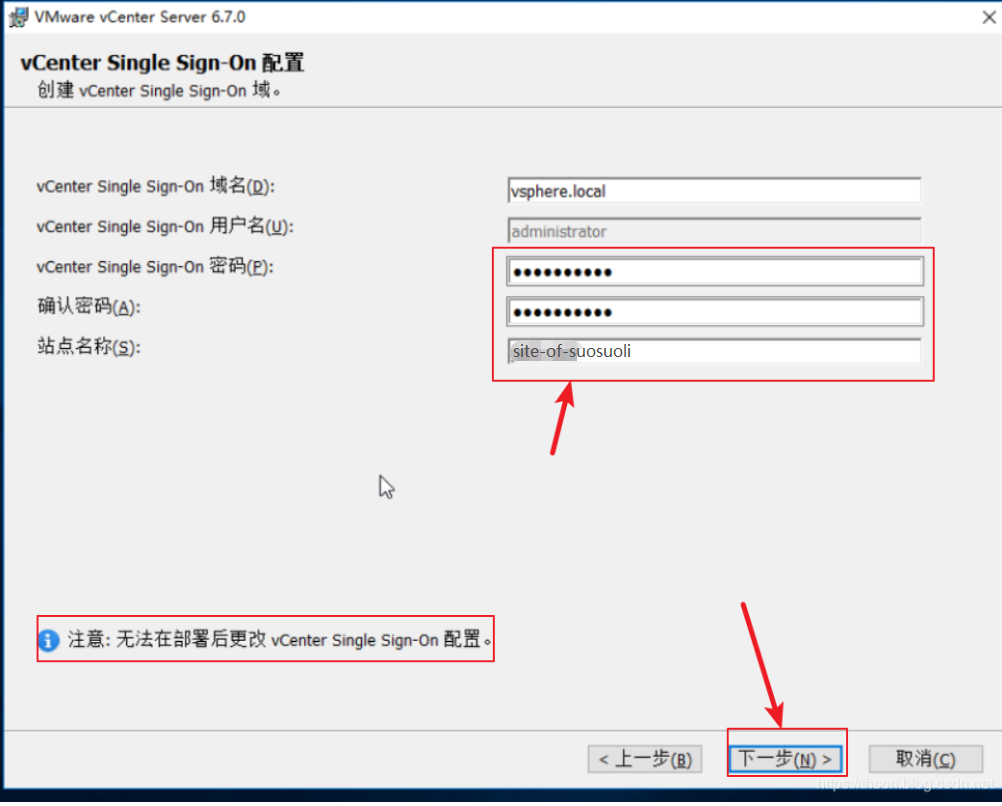 VMware vCenter Server 6.7.0
vCenter Single Sign-On 配置
创建 vCenter Single Sign-On 域。
vCenter Single Sign-On 域名(D):
vsphere.local
vCenter Single Sign-On 用户名(U):
administrator
vCenter Single Sign-On 密码(P):
●●●●●●●●●●
确认密码(A):
●●●●●●●●●●
站点名称(S):
site-of-suosuoli
注意: 无法在部署后更改 vCenter Single Sign-On 配置。
< 上一步(B)
下一步(N) >
取消(C)